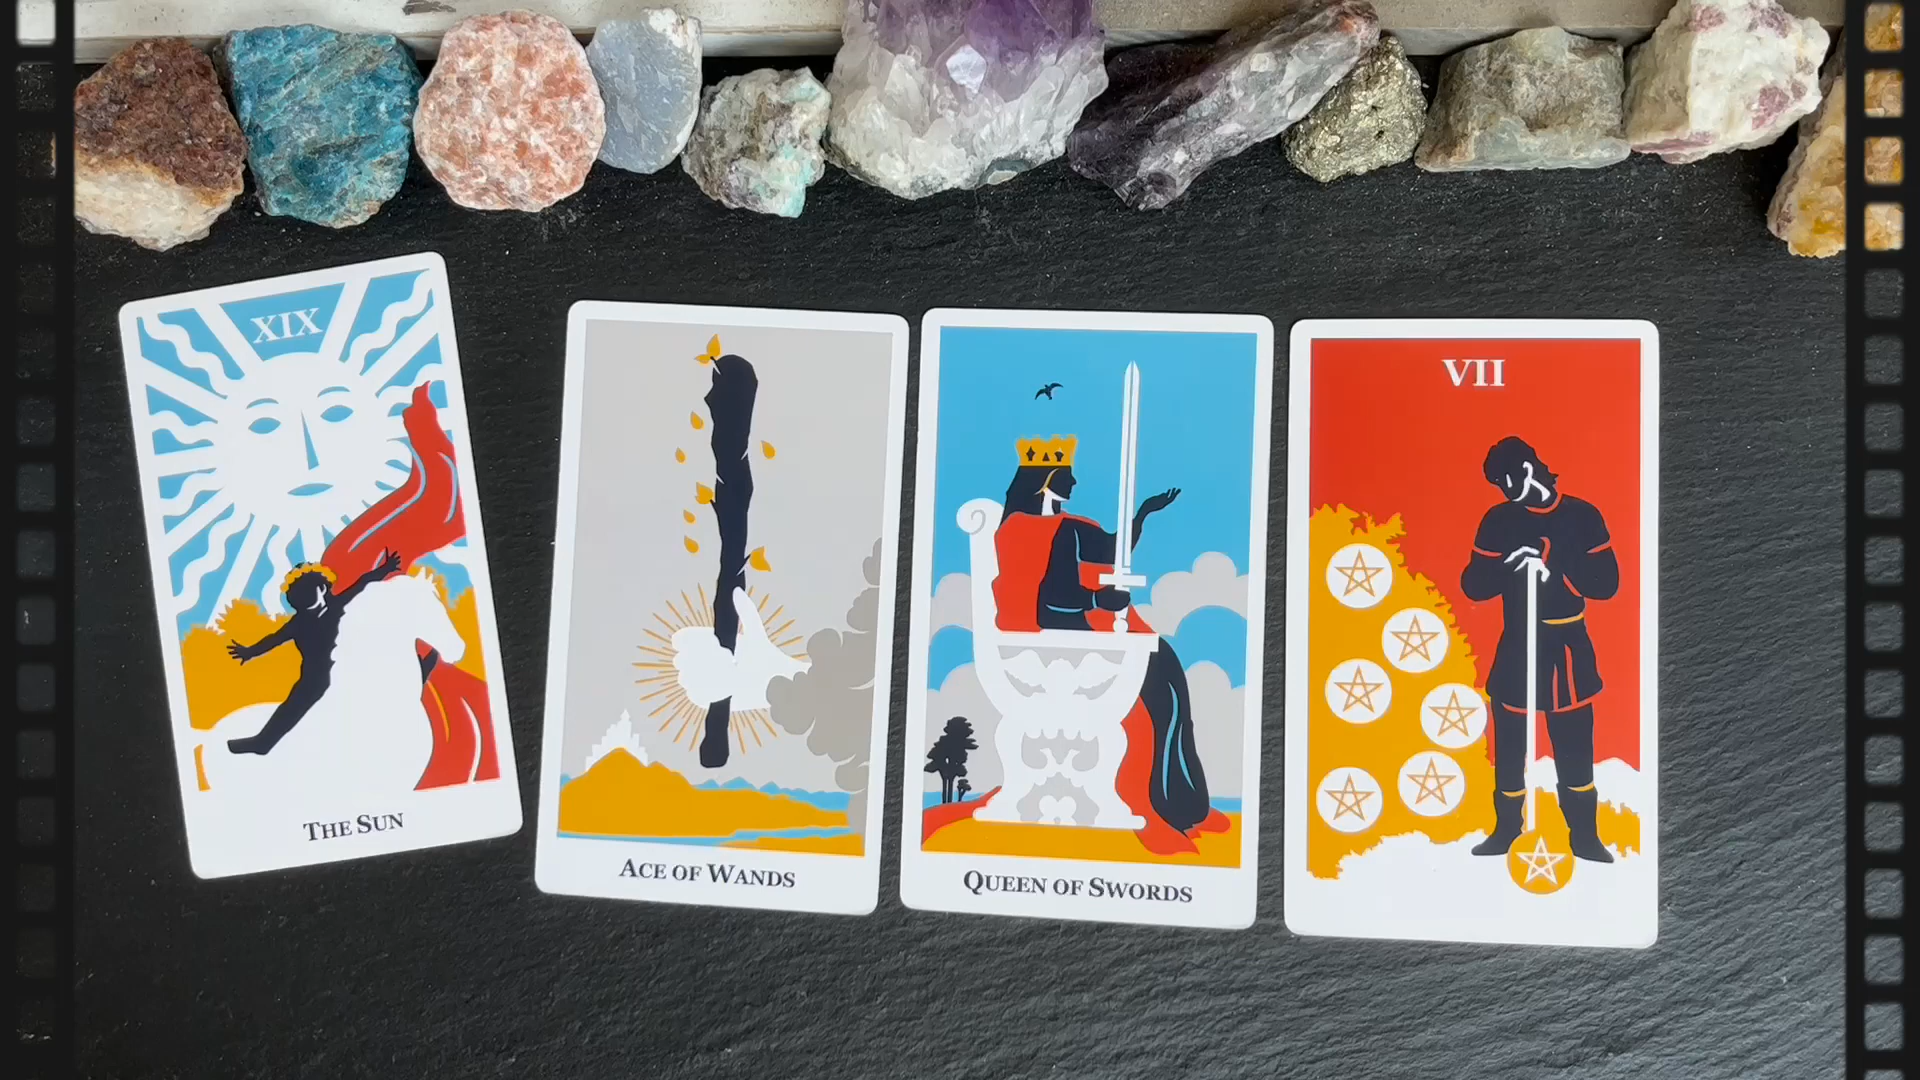 XIX
THE SUN
ACE OF WANDS
QUEEN OF SWORDS
VII